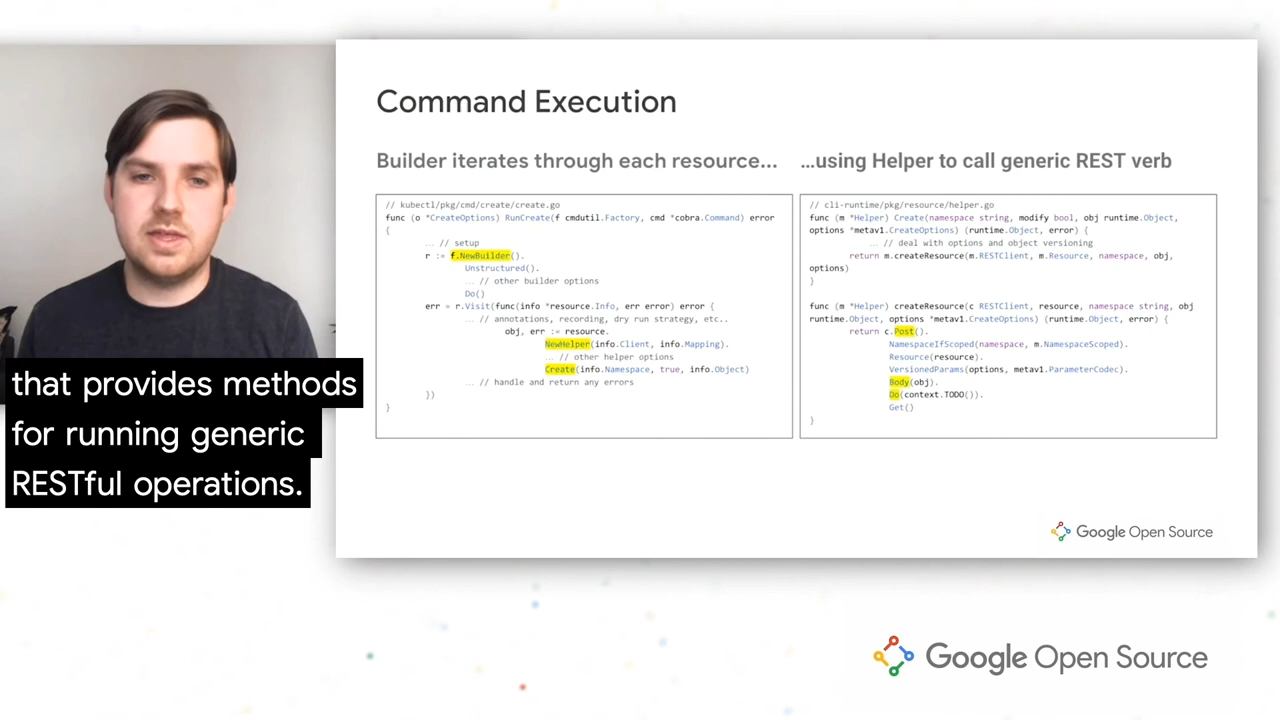 Command Execution
Builder iterates through each resource...
// kubectl/pkg/cmd/create/create.go
func (o *CreateOptions) RunCreate(f cmdutil.Factory, cmd *cobra.Command) error
{
... // setup
r := f.NewBuilder().
Unstructured().
... // other builder options
Do()
err = r.Visit(func(info *resource.Info, err error) error {
... // annotations, recording, dry run strategy, etc..
obj, err := resource.
NewHelper(info.Client, info.Mapping).
... // other helper options
Create(info.Namespace, true, info.Object)
... // handle and return any errors
})
}
...using Helper to call generic REST verb
// cli-runtime/pkg/resource/helper.go
func (m *Helper) Create(namespace string, modify bool, obj runtime.Object,
options *metav1.CreateOptions) (runtime.Object, error) {
... // deal with options and object versioning
return m.createResource(m.RESTClient, m.Resource, namespace, obj,
options)
}
func (m *Helper) createResource(c RESTClient, resource, namespace string, obj
runtime.Object, options *metav1.CreateOptions) (runtime.Object, error) {
return c.Post().
NamespaceIfScoped(namespace, m.NamespaceScoped).
Resource(resource).
VersionedParams(options, metav1.ParameterCodec).
Body(obj).
Do(context.TODO()).
Get()
}
Google Open Source
that provides methods
for running generic
RESTful operations.
Google Open Source